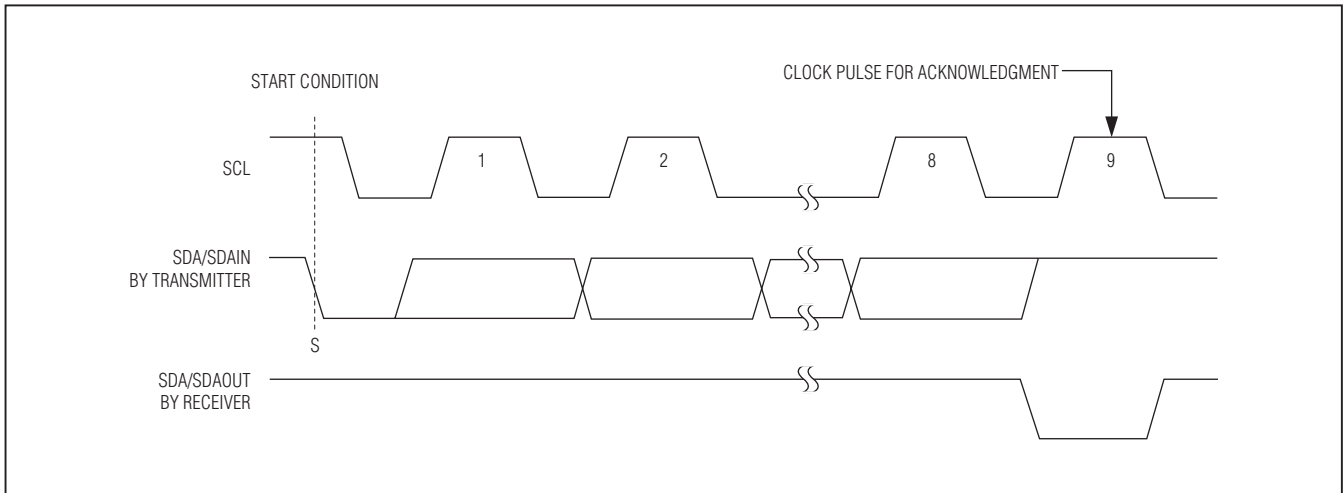 START CONDITION
CLOCK PULSE FOR ACKNOWLEDGMENT
SCL
1
2
8
9
SDA/SDAIN
BY TRANSMITTER
S
SDA/SDAOUT
BY RECEIVER